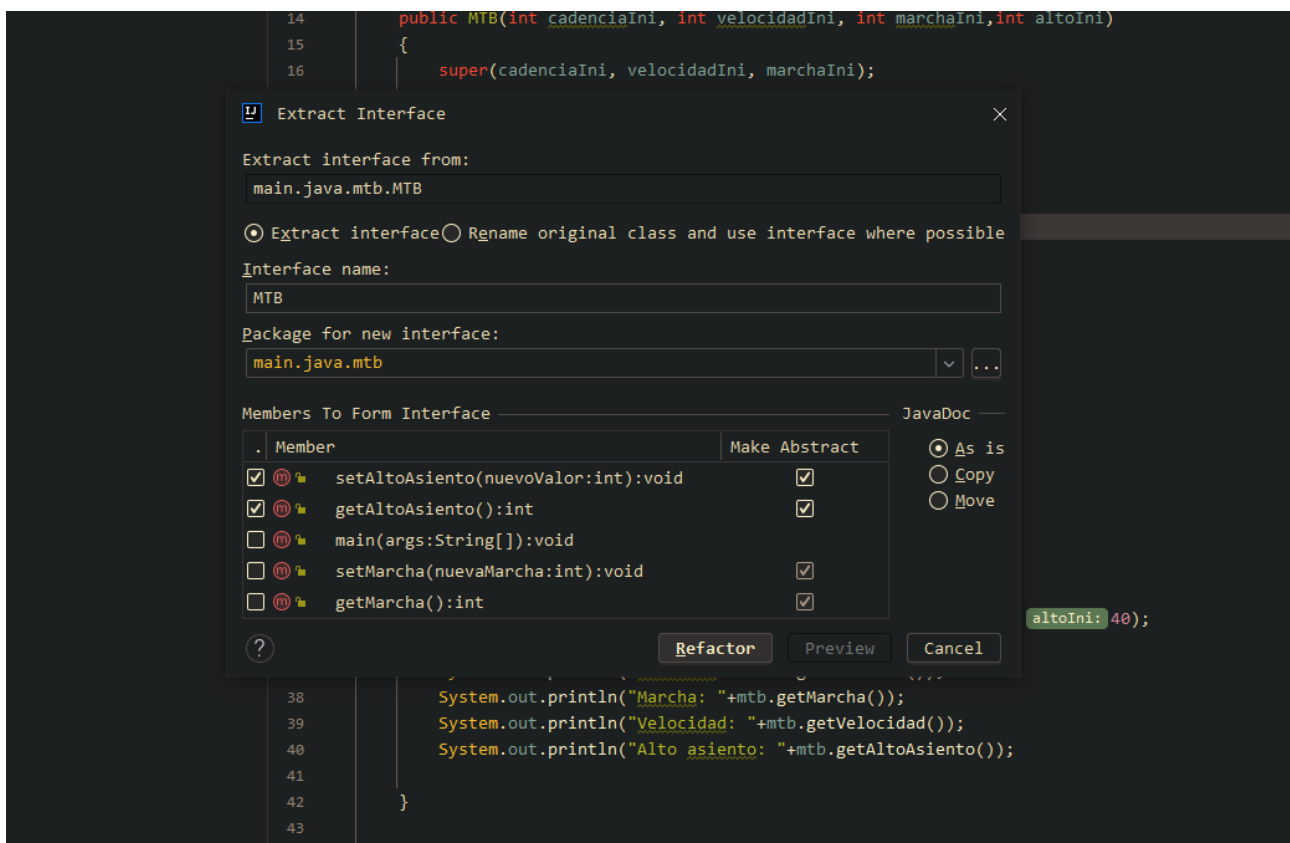 14 public MTB(int cadenciaIni, int velocidadIni, int marchaIni,int altoIni)
15 {
16 super(cadenciaIni, velocidadIni, marchaIni);
Extract Interface
Extract interface from:
main.java.mtb.MTB
Extract interface Rename original class and use interface where possible
Interface name:
MTB
Package for new interface:
main.java.mtb
...
Members To Form Interface JavaDoc
. Member Make Abstract As is
setAltoAsiento(nuevoValor:int):void Copy
getAltoAsiento():int Move
main(args:String[]):void
setMarcha(nuevaMarcha:int):void
getMarcha():int
altoIni: 40);
? Refactor Preview Cancel
38 System.out.println("Marcha: "+mtb.getMarcha());
39 System.out.println("Velocidad: "+mtb.getVelocidad());
40 System.out.println("Alto asiento: "+mtb.getAltoAsiento());
41
42 }
43